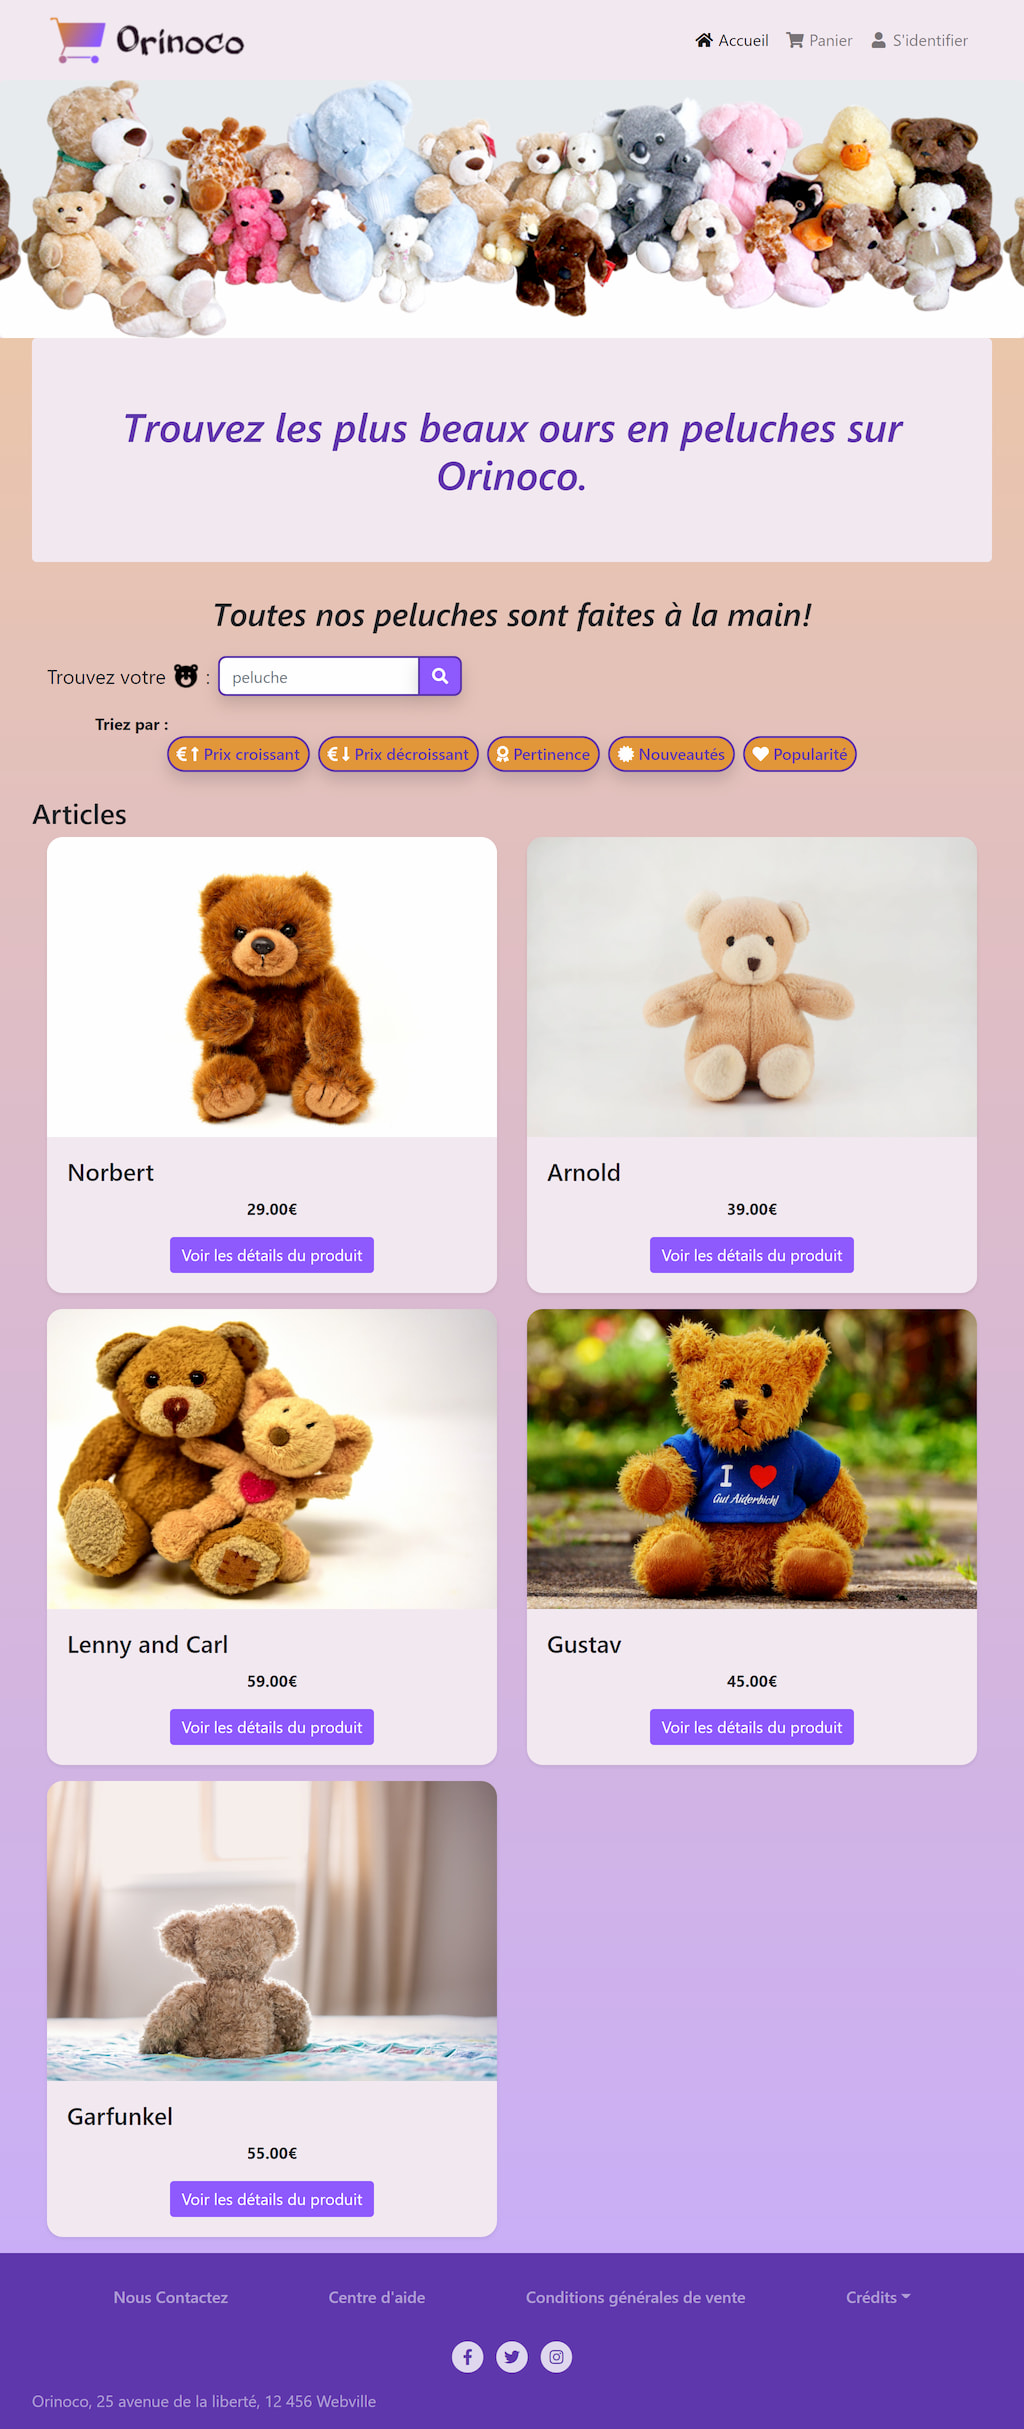 Orinoco
Accueil Panier S'identifier
Trouvez les plus beaux ours en peluches sur
Orinoco.
Toutes nos peluches sont faites à la main!
Trouvez votre : peluche
Triez par :
Prix croissant Prix décroissant Pertinence Nouveautés Popularité
Articles
Norbert
29.00€
Voir les détails du produit
Arnold
39.00€
Voir les détails du produit
I
Gut Aiderbichl
Lenny and Carl
59.00€
Voir les détails du produit
Gustav
45.00€
Voir les détails du produit
Garfunkel
55.00€
Voir les détails du produit
Nous Contactez Centre d'aide Conditions générales de vente Crédits
Orinoco, 25 avenue de la liberté, 12 456 Webville